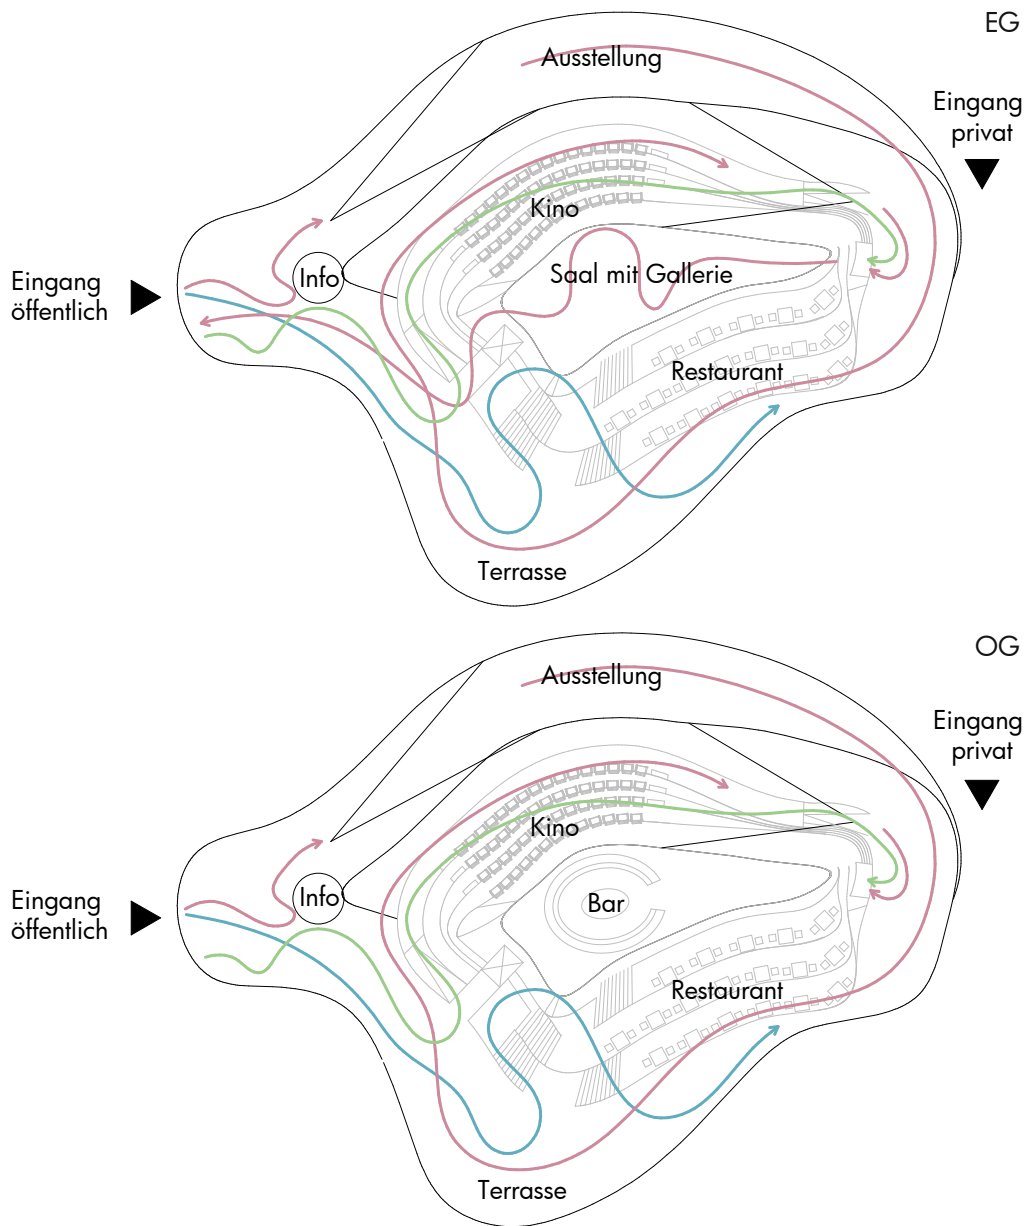 EG
Ausstellung
Eingang
privat
Kino
Info
Saal mit Gallerie
Eingang
öffentlich
Restaurant
Terrasse
OG
Ausstellung
Eingang
privat
Kino
Info
Bar
Eingang
öffentlich
Restaurant
Terrasse